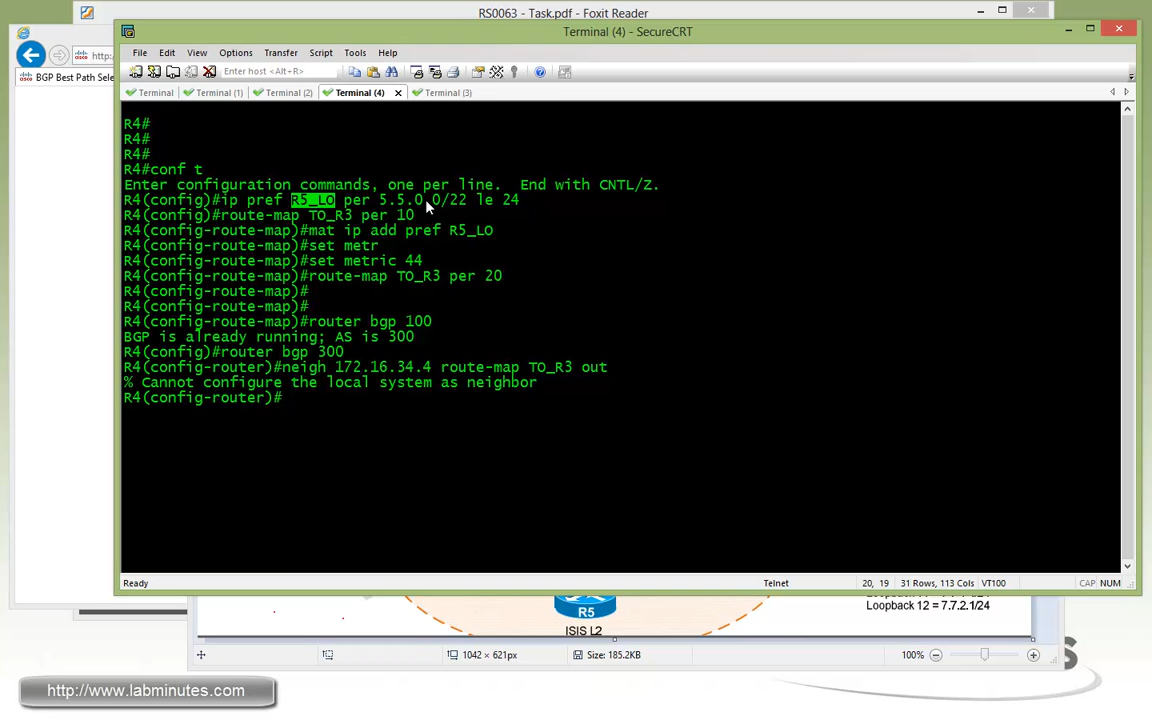 RS0063 - Task.pdf - Foxit Reader
Terminal (4) - SecureCRT
http:
BGP Best Path Sele
File Edit View Options Transfer Script Tools Help
Enter host <Alt+R>
Terminal Terminal (1) Terminal (2) Terminal (4) Terminal (3)
R4#
R4#
R4#
R4#conf t
Enter configuration commands, one per line.  End with CNTL/Z.
R4(config)#ip pref R5_LO per 5.5.0.0/22 le 24
R4(config)#route-map TO_R3 per 10
R4(config-route-map)#mat ip add pref R5_LO
R4(config-route-map)#set metr
R4(config-route-map)#set metric 44
R4(config-route-map)#route-map TO_R3 per 20
R4(config-route-map)#
R4(config-route-map)#
R4(config-route-map)#router bgp 100
BGP is already running; AS is 300
R4(config)#router bgp 300
R4(config-router)#neigh 172.16.34.4 route-map TO_R3 out
% Cannot configure the local system as neighbor
R4(config-router)#
Ready Telnet 20, 19 31 Rows, 113 Cols VT100 CAP NUM
R5
ISIS L2
Loopback 12 = 7.7.2.1/24
1042 × 621px Size: 185.2KB 100%
http://www.labminutes.com